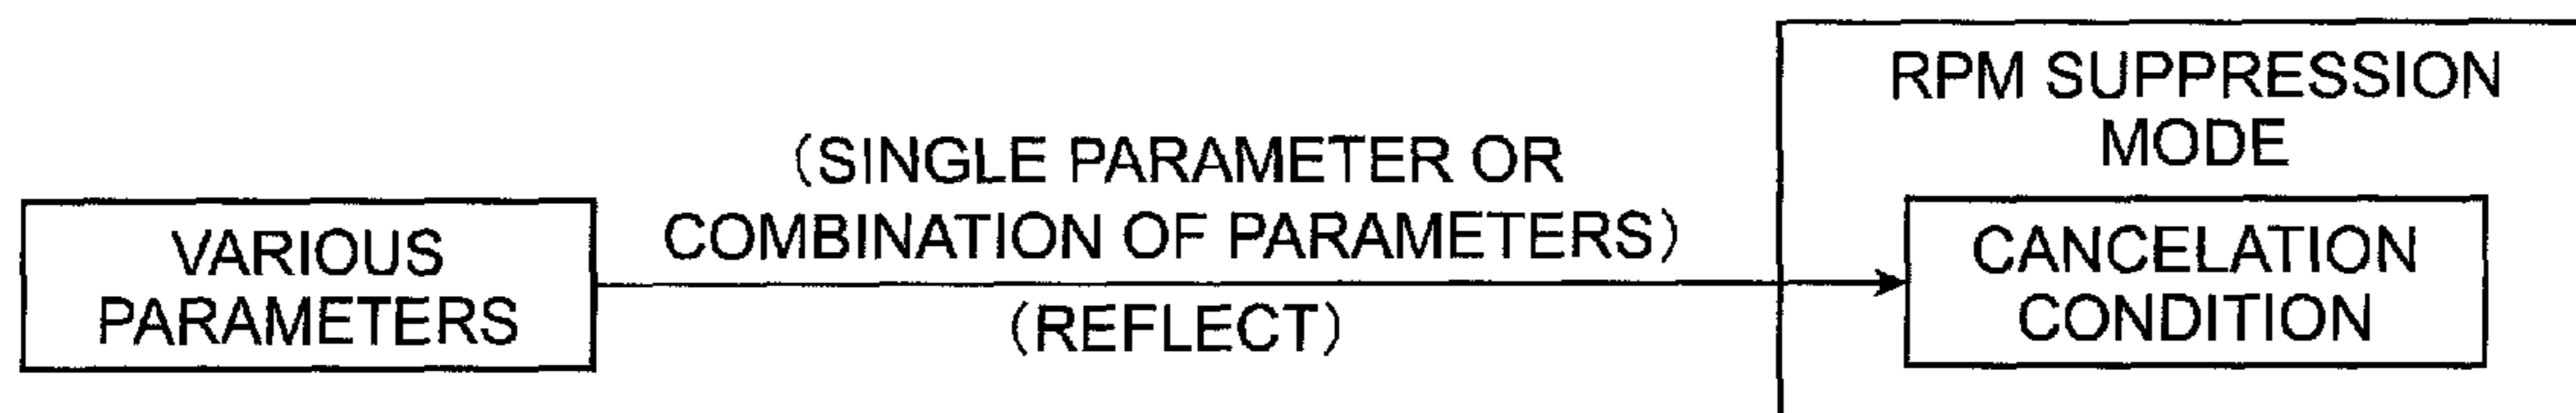 VARIOUS
PARAMETERS
(SINGLE PARAMETER OR
COMBINATION OF PARAMETERS)
(REFLECT)
RPM SUPPRESSION
MODE
CANCELATION
CONDITION